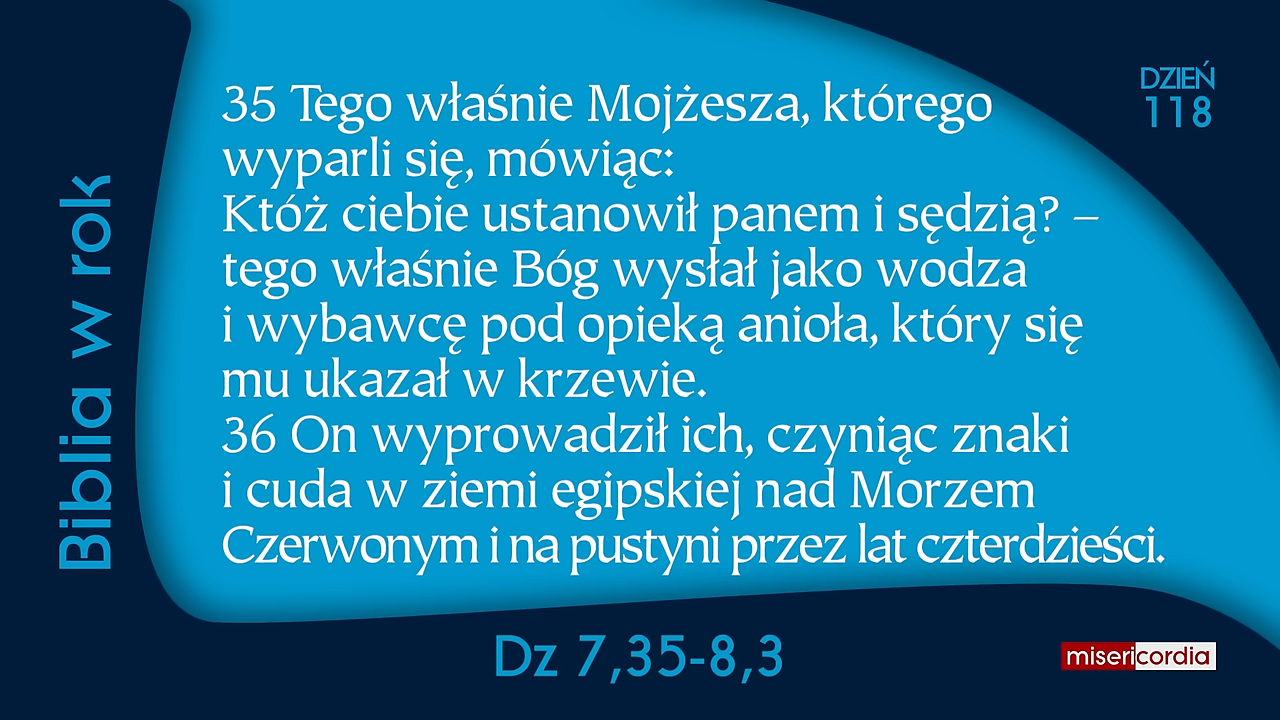 DZIEŃ
118
35 Tego właśnie Mojżesza, którego
wyparli się, mówiąc:
Któż ciebie ustanowił panem i sędzią? –
tego właśnie Bóg wysłał jako wodza
i wybawcę pod opieką anioła, który się
mu ukazał w krzewie.
36 On wyprowadził ich, czyniąc znaki
i cuda w ziemi egipskiej nad Morzem
Czerwonym i na pustyni przez lat czterdzieści.
Biblia w rok
Dz 7,35-8,3
misericordia